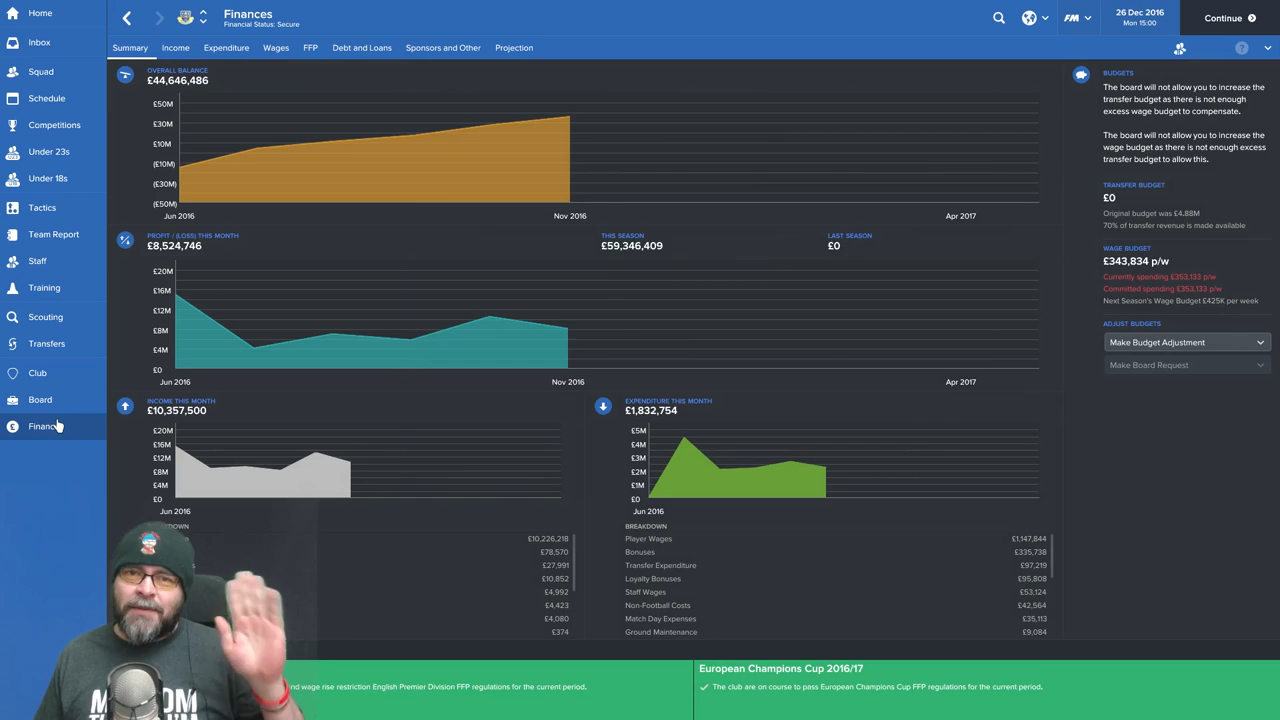 Home
Inbox
Squad
Schedule
Competitions
Under 23s
Under 18s
Tactics
Team Report
Staff
Training
Scouting
Transfers
Club
Board
Finances
Financial Status: Secure
FM
26 Dec 2016
Mon 15:00
Continue
Summary
Income
Expenditure
Wages
FFP
Debt and Loans
Sponsors and Other
Projection
OVERALL BALANCE
£44,646,486
£50M
£30M
£10M
(£10M)
(£30M)
(£50M)
Jun 2016
Nov 2016
Apr 2017
PROFIT / (LOSS) THIS MONTH
£8,524,746
THIS SEASON
£59,346,409
LAST SEASON
£0
£20M
£16M
£12M
£8M
£4M
£0
Jun 2016
Nov 2016
Apr 2017
INCOME THIS MONTH
£10,357,500
£20M
£16M
£12M
£8M
£4M
£0
Jun 2016
£10,226,218
£78,570
£27,991
£10,852
£4,992
£4,423
£4,080
£374
EXPENDITURE THIS MONTH
£1,832,754
£5M
£4M
£3M
£2M
£1M
£0
Jun 2016
BREAKDOWN
Player Wages £1,147,844
Bonuses £335,738
Transfer Expenditure £97,219
Loyalty Bonuses £95,808
Staff Wages £53,124
Non-Football Costs £42,564
Match Day Expenses £35,113
Ground Maintenance £9,084
BUDGETS
The board will not allow you to increase the
transfer budget as there is not enough
excess wage budget to compensate.
The board will not allow you to increase the
wage budget as there is not enough excess
transfer budget to allow this.
TRANSFER BUDGET
£0
Original budget was £4.88M
70% of transfer revenue is made available
WAGE BUDGET
£343,834 p/w
Currently spending £353,133 p/w
Committed spending £353,133 p/w
Next Season's Wage Budget £425K per week
ADJUST BUDGETS
Make Budget Adjustment
Make Board Request
nd wage rise restriction English Premier Division FFP regulations for the current period.
European Champions Cup 2016/17
The club are on course to pass European Champions Cup FFP regulations for the current period.